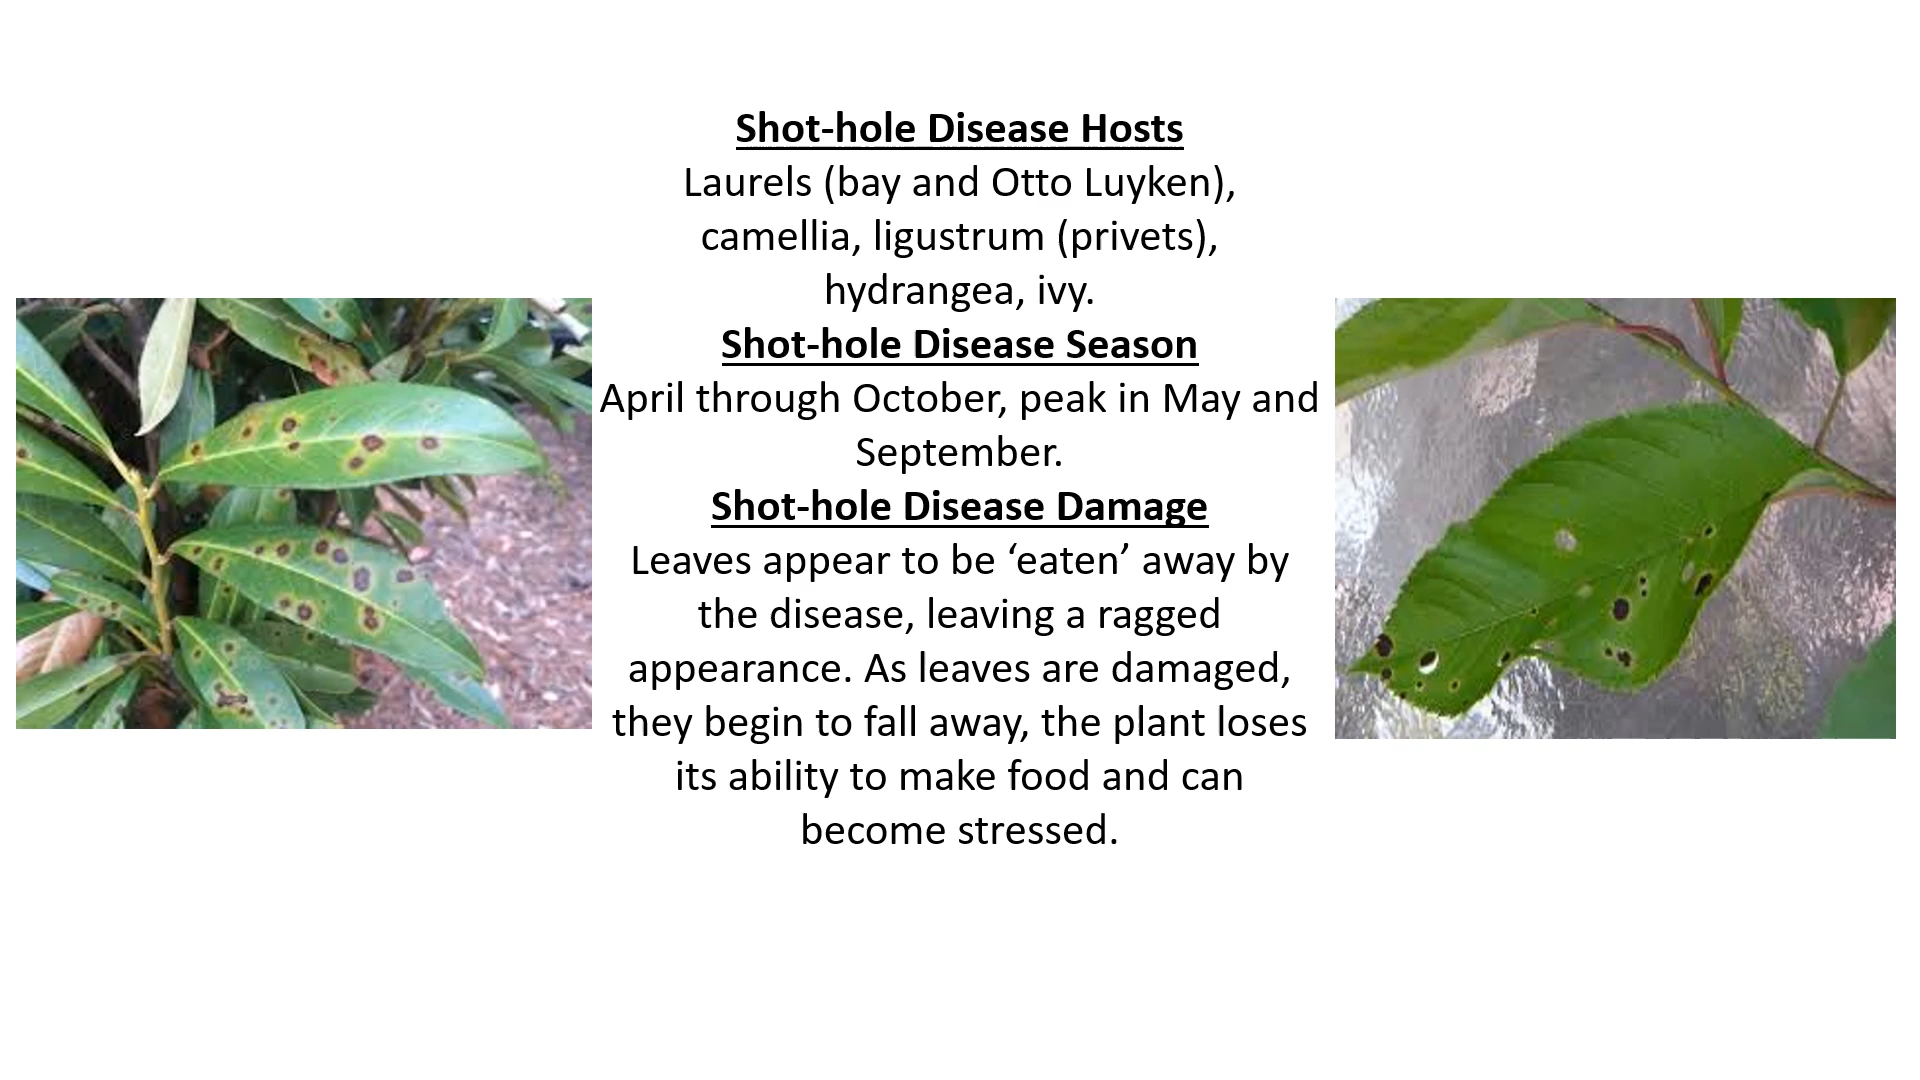 Shot-hole Disease Hosts
Laurels (bay and Otto Luyken),
camellia, ligustrum (privets),
hydrangea, ivy.
Shot-hole Disease Season
April through October, peak in May and
September.
Shot-hole Disease Damage
Leaves appear to be ‘eaten’ away by
the disease, leaving a ragged
appearance. As leaves are damaged,
they begin to fall away, the plant loses
its ability to make food and can
become stressed.